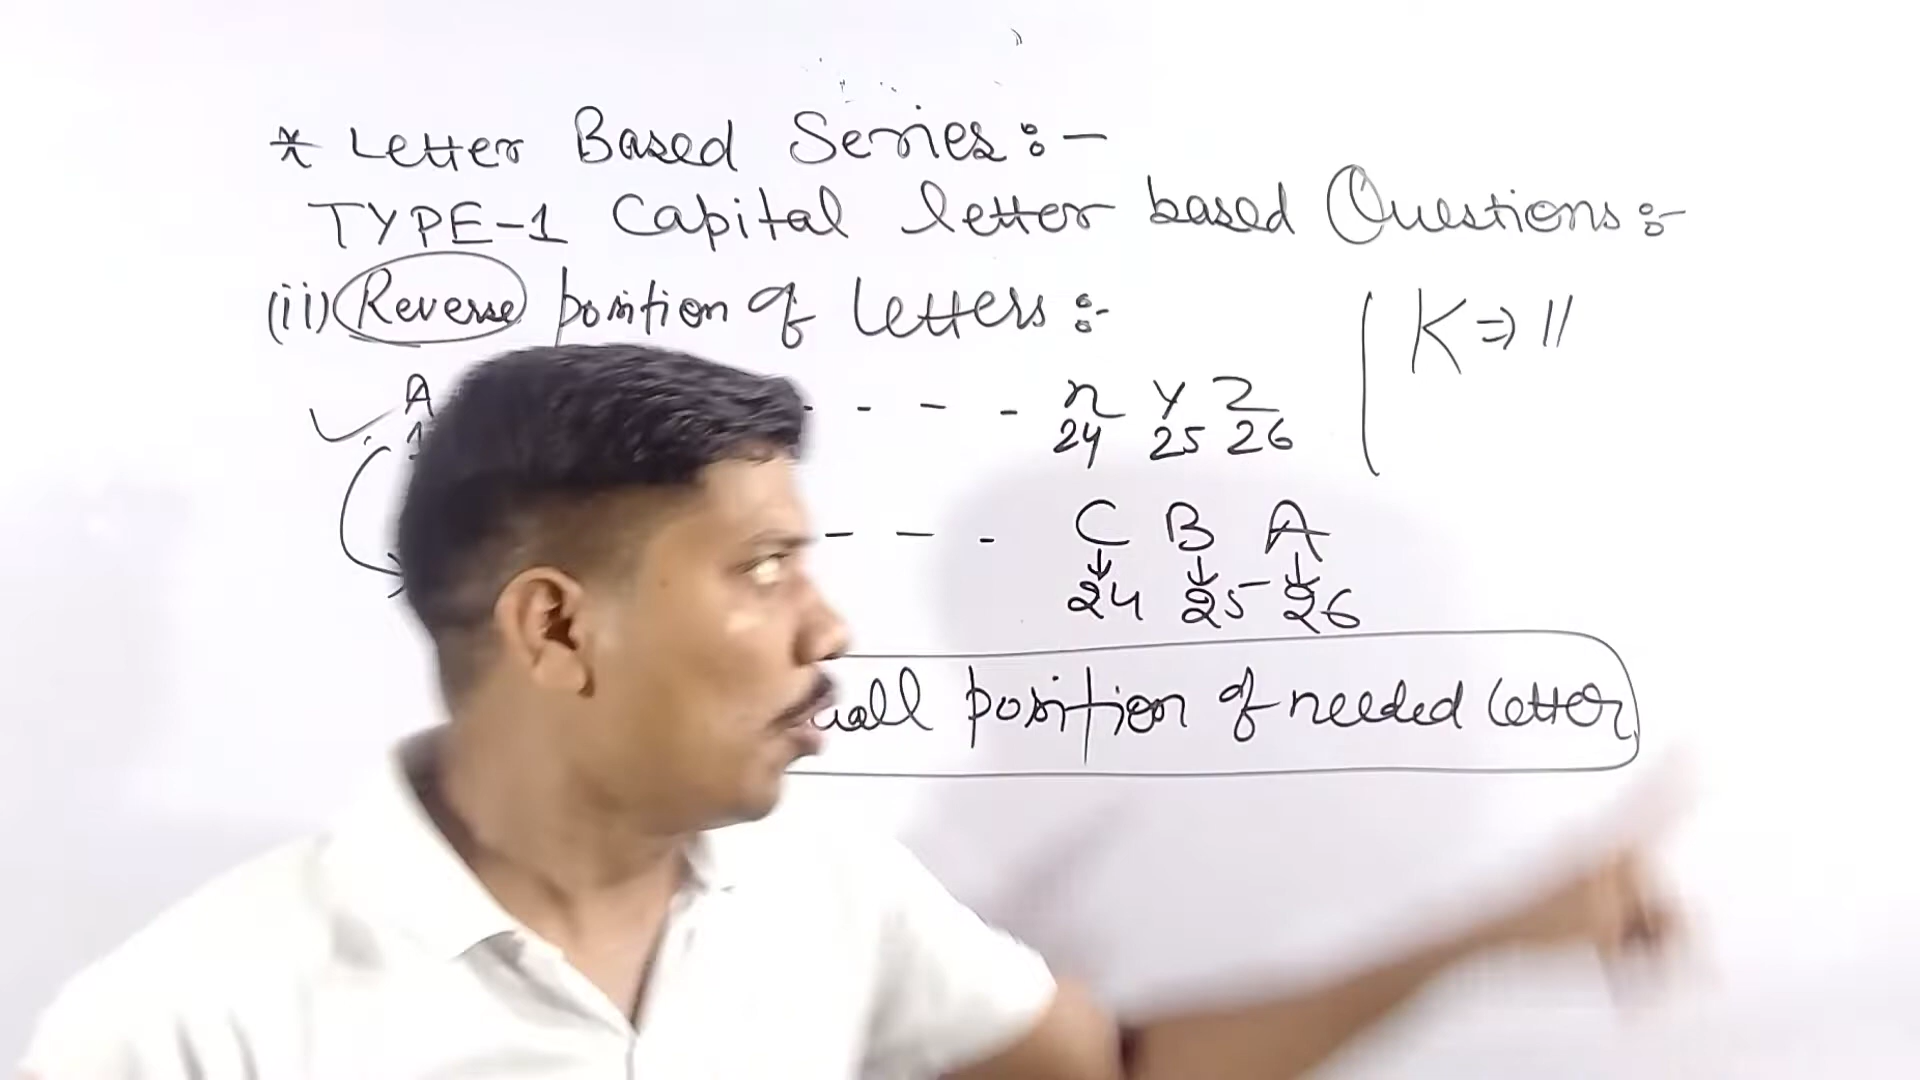 * Letter Based Series:-
TYPE-1 Capital letter based Questions:-
(ii) Reverse position of Letters:-
K ⇒ 11
A - - - - x y Z
1 24 25 26
- - - C B A
↓ ↓ ↓
24 25 26
position of needed letter